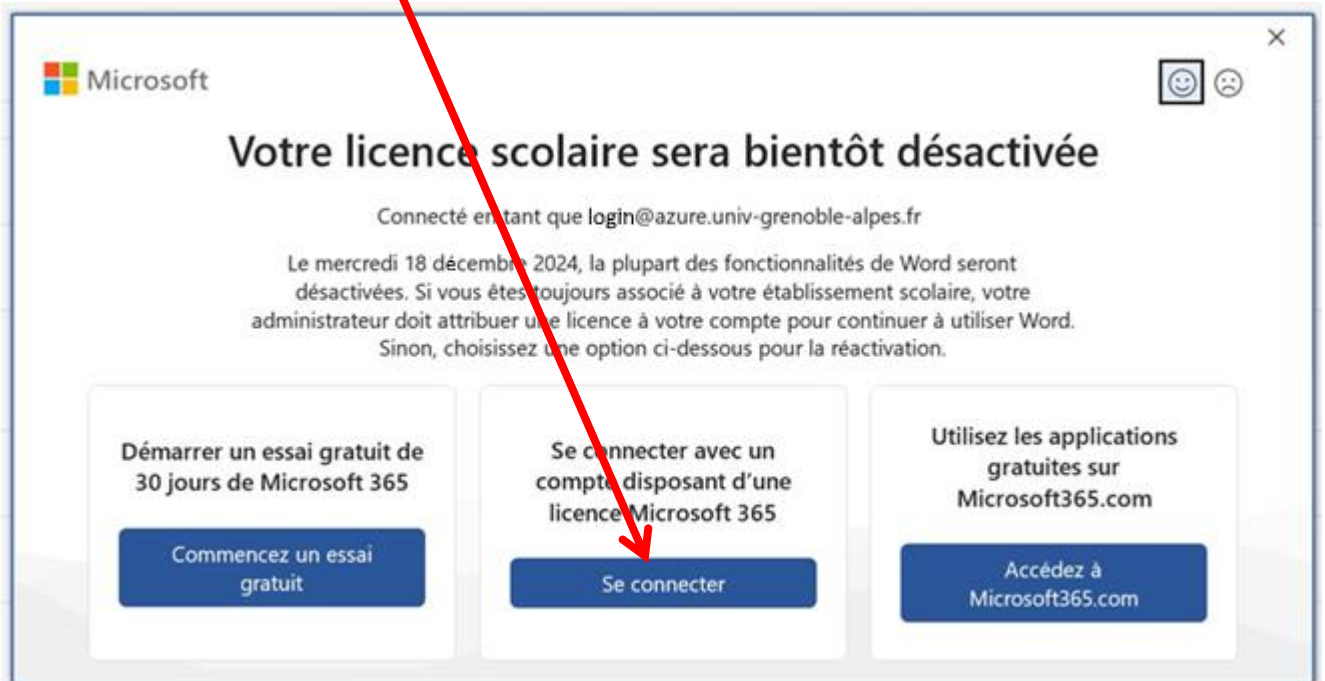 Microsoft
Votre licence scolaire sera bientôt désactivée
Connecté en tant que login@azure.univ-grenoble-alpes.fr
Le mercredi 18 décembre 2024, la plupart des fonctionnalités de Word seront
désactivées. Si vous êtes toujours associé à votre établissement scolaire, votre
administrateur doit attribuer une licence à votre compte pour continuer à utiliser Word.
Sinon, choisissez une option ci-dessous pour la réactivation.
Démarrer un essai gratuit de
30 jours de Microsoft 365
Commencez un essai
gratuit
Se connecter avec un
compte disposant d'une
licence Microsoft 365
Se connecter
Utilisez les applications
gratuites sur
Microsoft365.com
Accédez à
Microsoft365.com